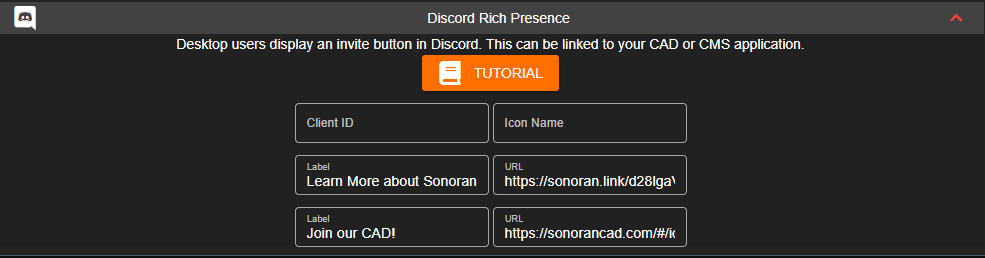 Discord Rich Presence
Desktop users display an invite button in Discord. This can be linked to your CAD or CMS application.
TUTORIAL
Client ID
Icon Name
Label
Learn More about Sonoran
URL
https://sonoran.link/d28lga
Label
Join our CAD!
URL
https://sonorancad.com/#/